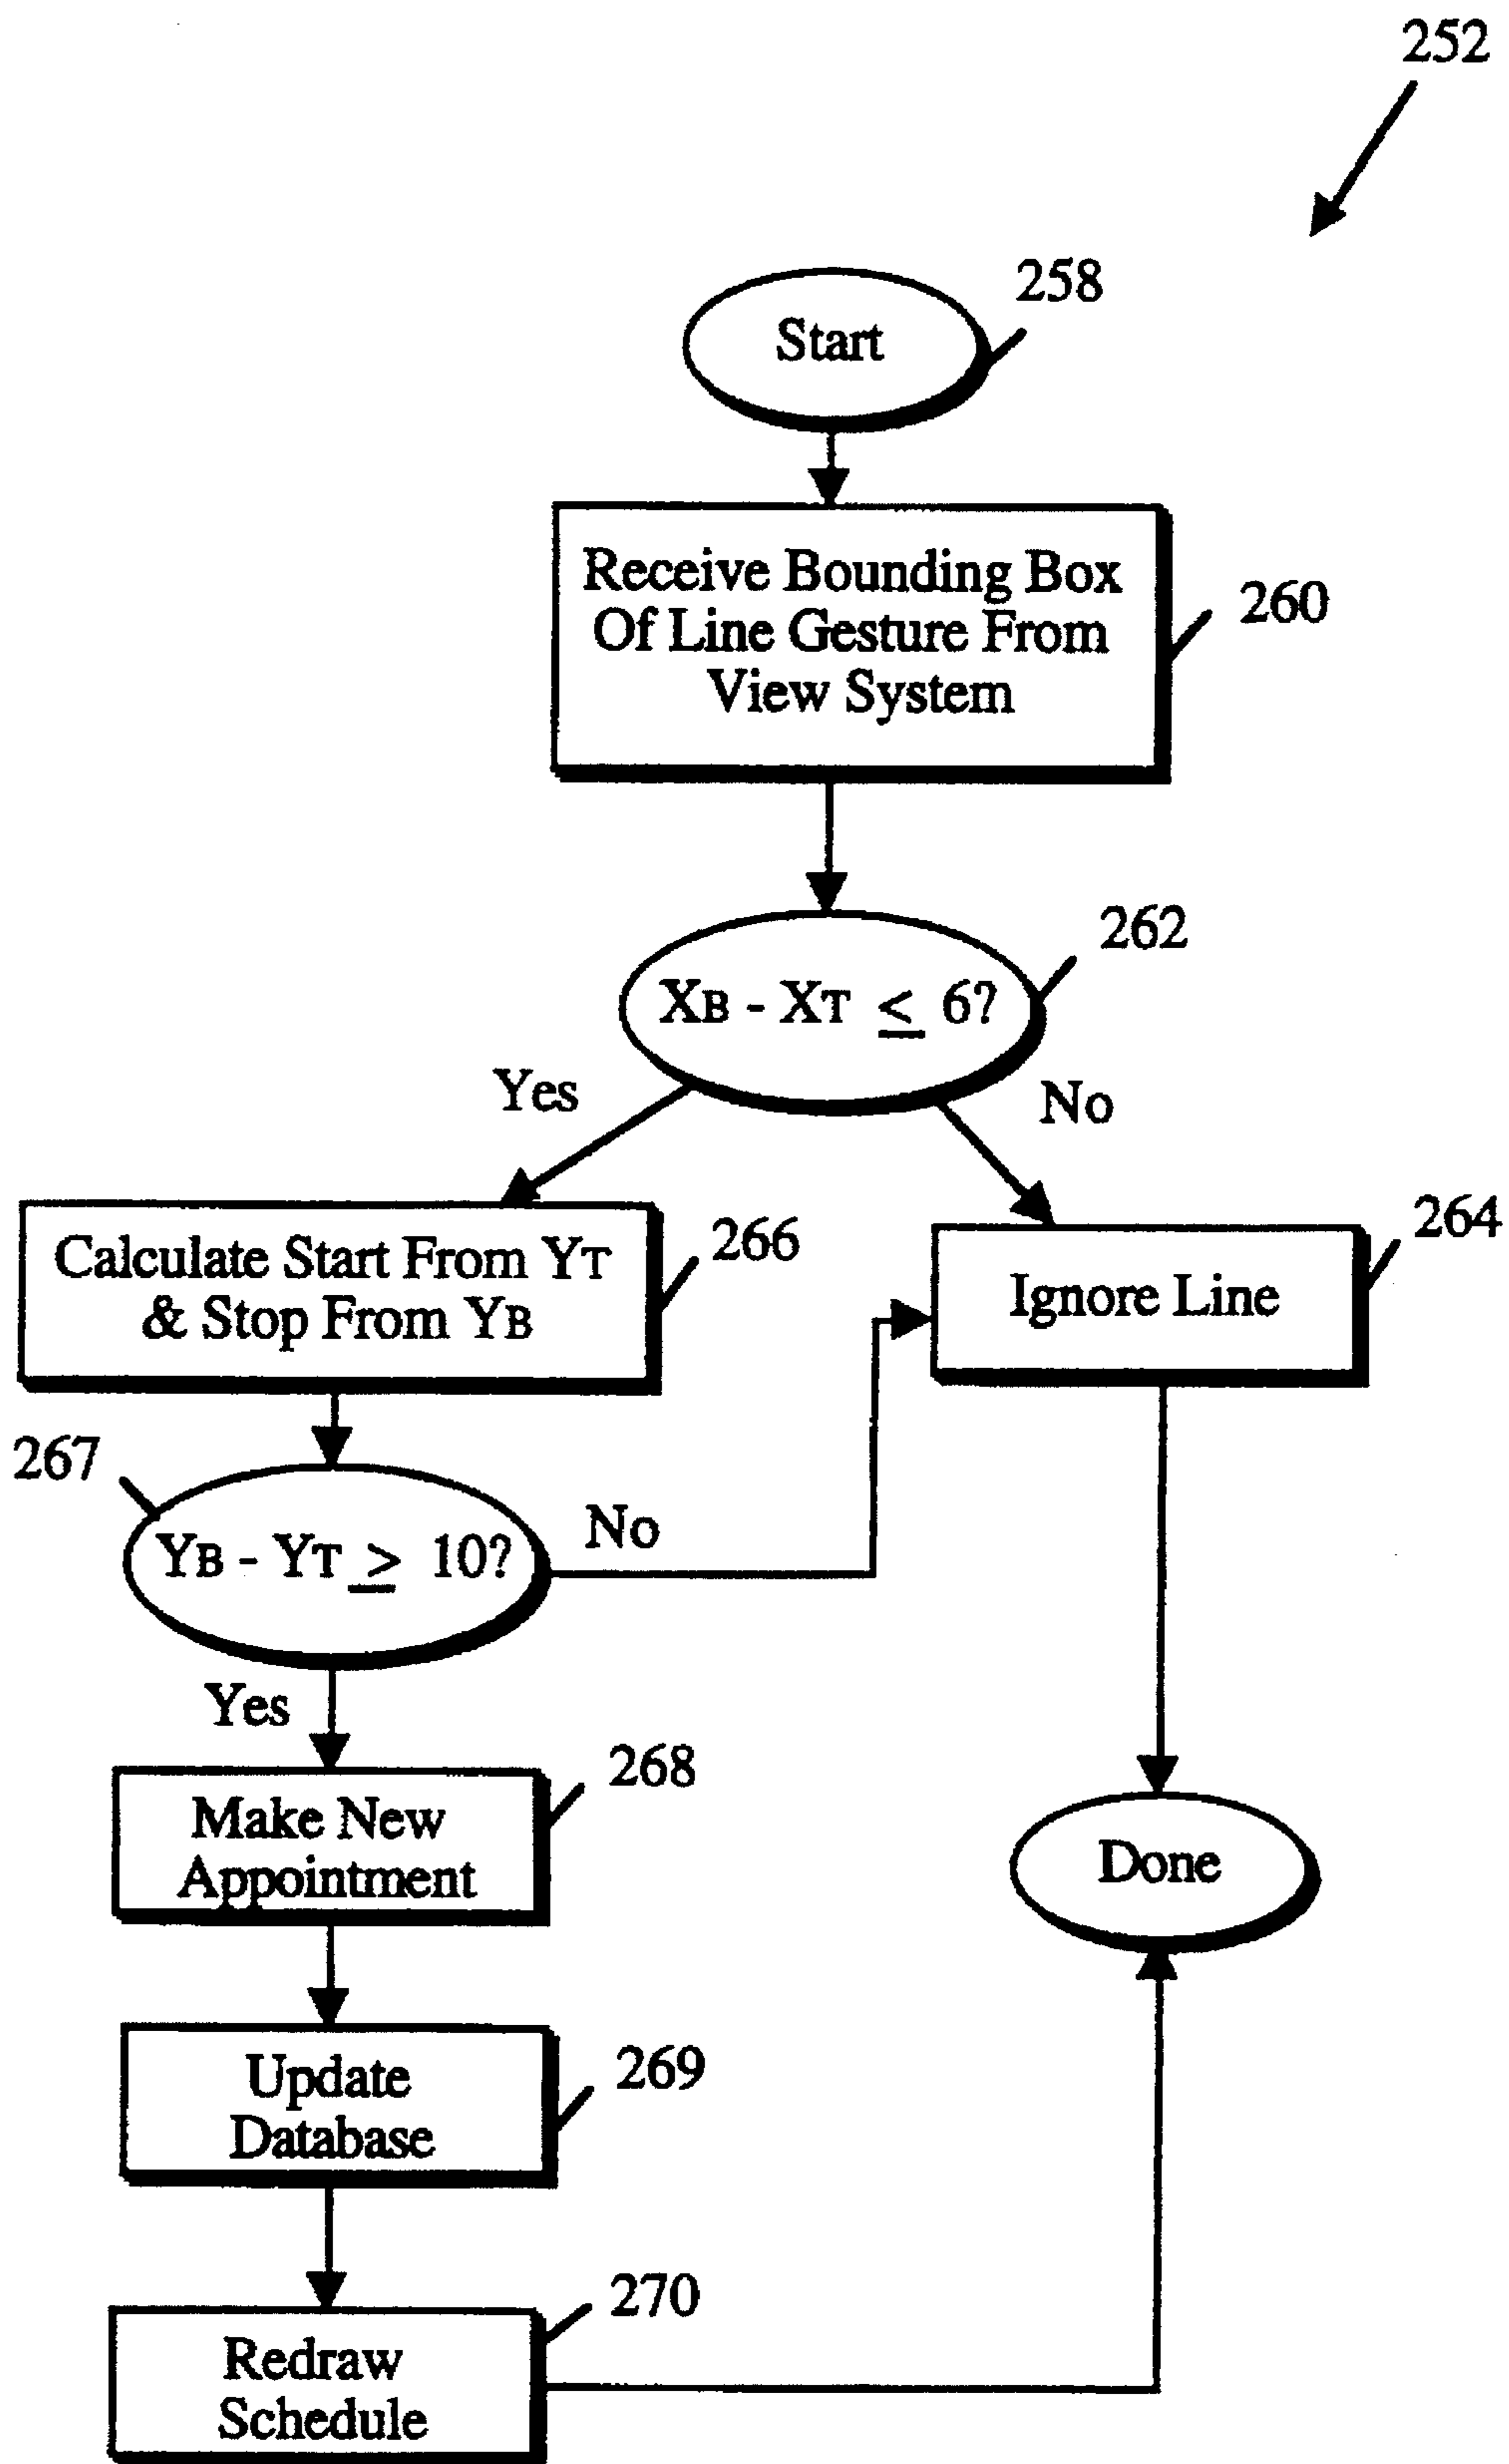 252
258
Start
Receive Bounding Box
Of Line Gesture From
View System
260
262
XB - XT ≤ 6?
Yes
No
Calculate Start From YT
& Stop From YB
266
264
Ignore Line
267
YB - YT ≥ 10?
No
Yes
268
Make New
Appointment
Done
Update
Database
269
270
Redraw
Schedule